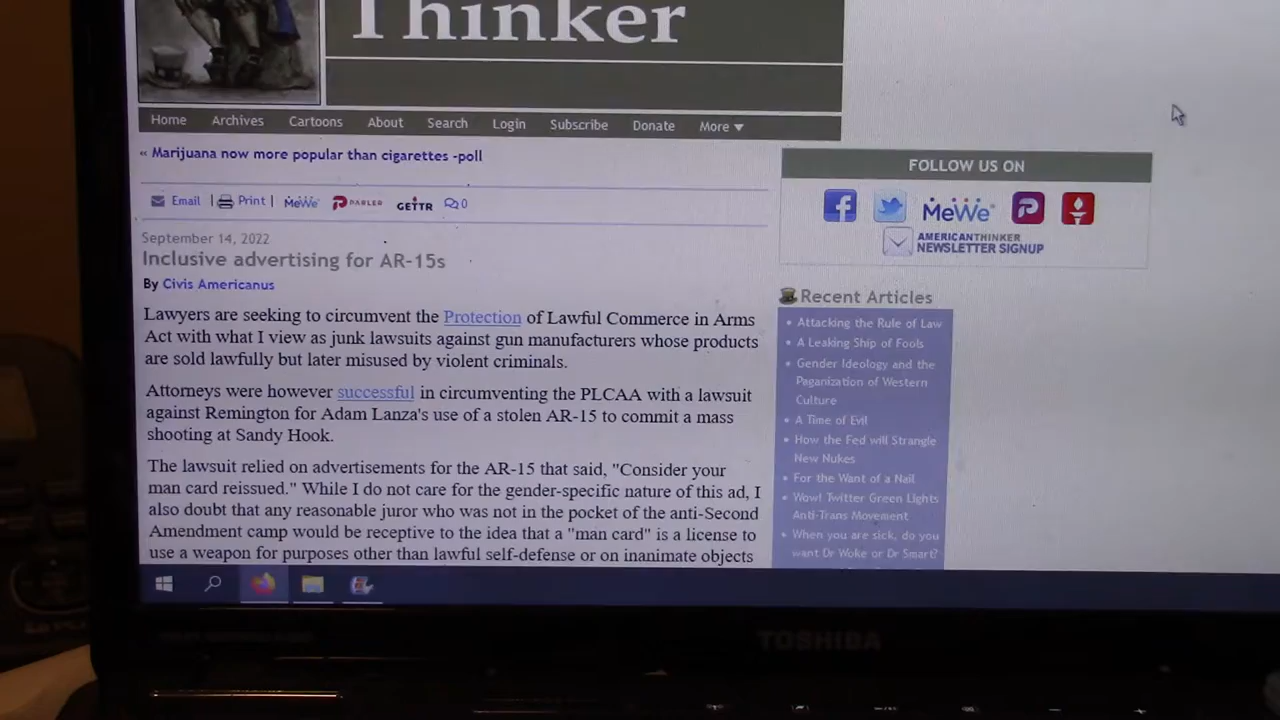 Thinker
Home Archives Cartoons About Search Login Subscribe Donate More
« Marijuana now more popular than cigarettes -poll
FOLLOW US ON
Email | Print | MeWe PARLER GETTR 0
MeWe
AMERICANTHINKER
NEWSLETTER SIGNUP
September 14, 2022
Inclusive advertising for AR-15s
By Civis Americanus
Lawyers are seeking to circumvent the Protection of Lawful Commerce in Arms
Act with what I view as junk lawsuits against gun manufacturers whose products
are sold lawfully but later misused by violent criminals.
Attorneys were however successful in circumventing the PLCAA with a lawsuit
against Remington for Adam Lanza's use of a stolen AR-15 to commit a mass
shooting at Sandy Hook.
The lawsuit relied on advertisements for the AR-15 that said, "Consider your
man card reissued." While I do not care for the gender-specific nature of this ad, I
also doubt that any reasonable juror who was not in the pocket of the anti-Second
Amendment camp would be receptive to the idea that a "man card" is a license to
use a weapon for purposes other than lawful self-defense or on inanimate objects
Recent Articles
• Attacking the Rule of Law
• A Leaking Ship of Fools
• Gender Ideology and the
Paganization of Western
Culture
• A Time of Evil
• How the Fed will Strangle
New Nukes
• For the Want of a Nail
• Wow! Twitter Green Lights
Anti-Trans Movement
• When you are sick, do you
want Dr Woke or Dr Smart?
TOSHIBA